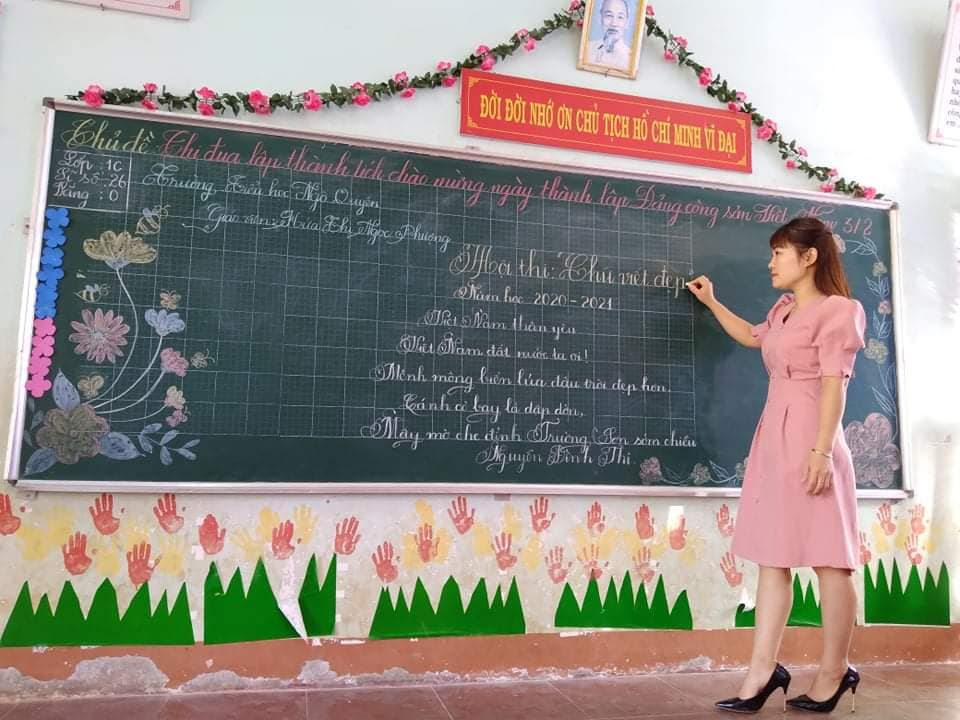 ĐỜI ĐỜI NHỚ ƠN CHỦ TỊCH HỒ CHÍ MINH VĨ ĐẠI
Chủ đề Thi đua lập thành tích chào mừng ngày thành lập Đảng cộng sản Việt Nam 3/2
Lớp : 1C
Sĩ số : 26
Vắng : 0
Trường Tiểu học Ngô Quyền
Giáo viên : Hứa Thị Ngọc Phương
Hội thi : Chữ viết đẹp
Năm học 2020 - 2021
Việt Nam thân yêu
Việt Nam đất nước ta ơi!
Mênh mông biển lúa đâu trời đẹp hơn,
Cánh cò bay lả dập dờn,
Mây mờ che đỉnh Trường Sơn sớm chiều
Nguyễn Đình Thi